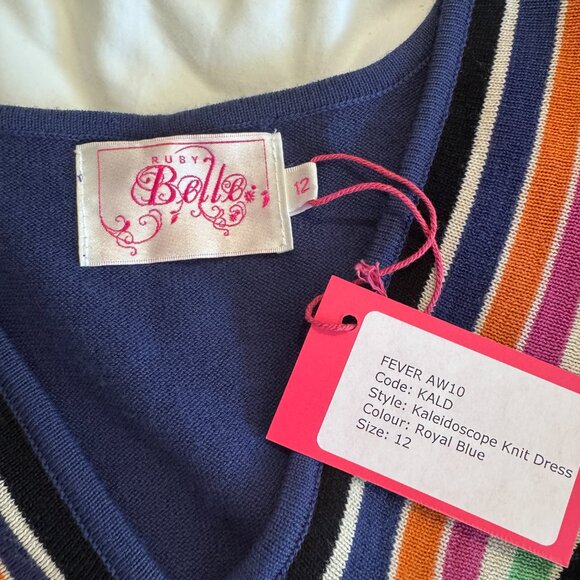 RUBY
Belle
12
FEVER AW10
Code: KALD
Style: Kaleidoscope Knit Dress
Colour: Royal Blue
Size: 12